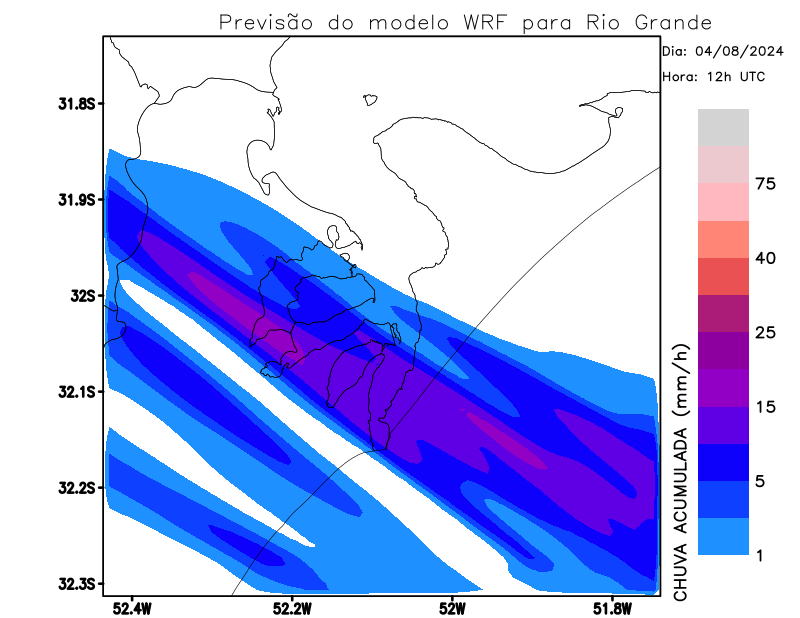 Previsão do modelo WRF para Rio Grande
Dia: 04/08/2024
Hora: 12h UTC
31.8S
31.9S
32S
32.1S
32.2S
32.3S
52.4W
52.2W
52W
51.8W
75
40
25
15
5
1
CHUVA ACUMULADA (mm/h)